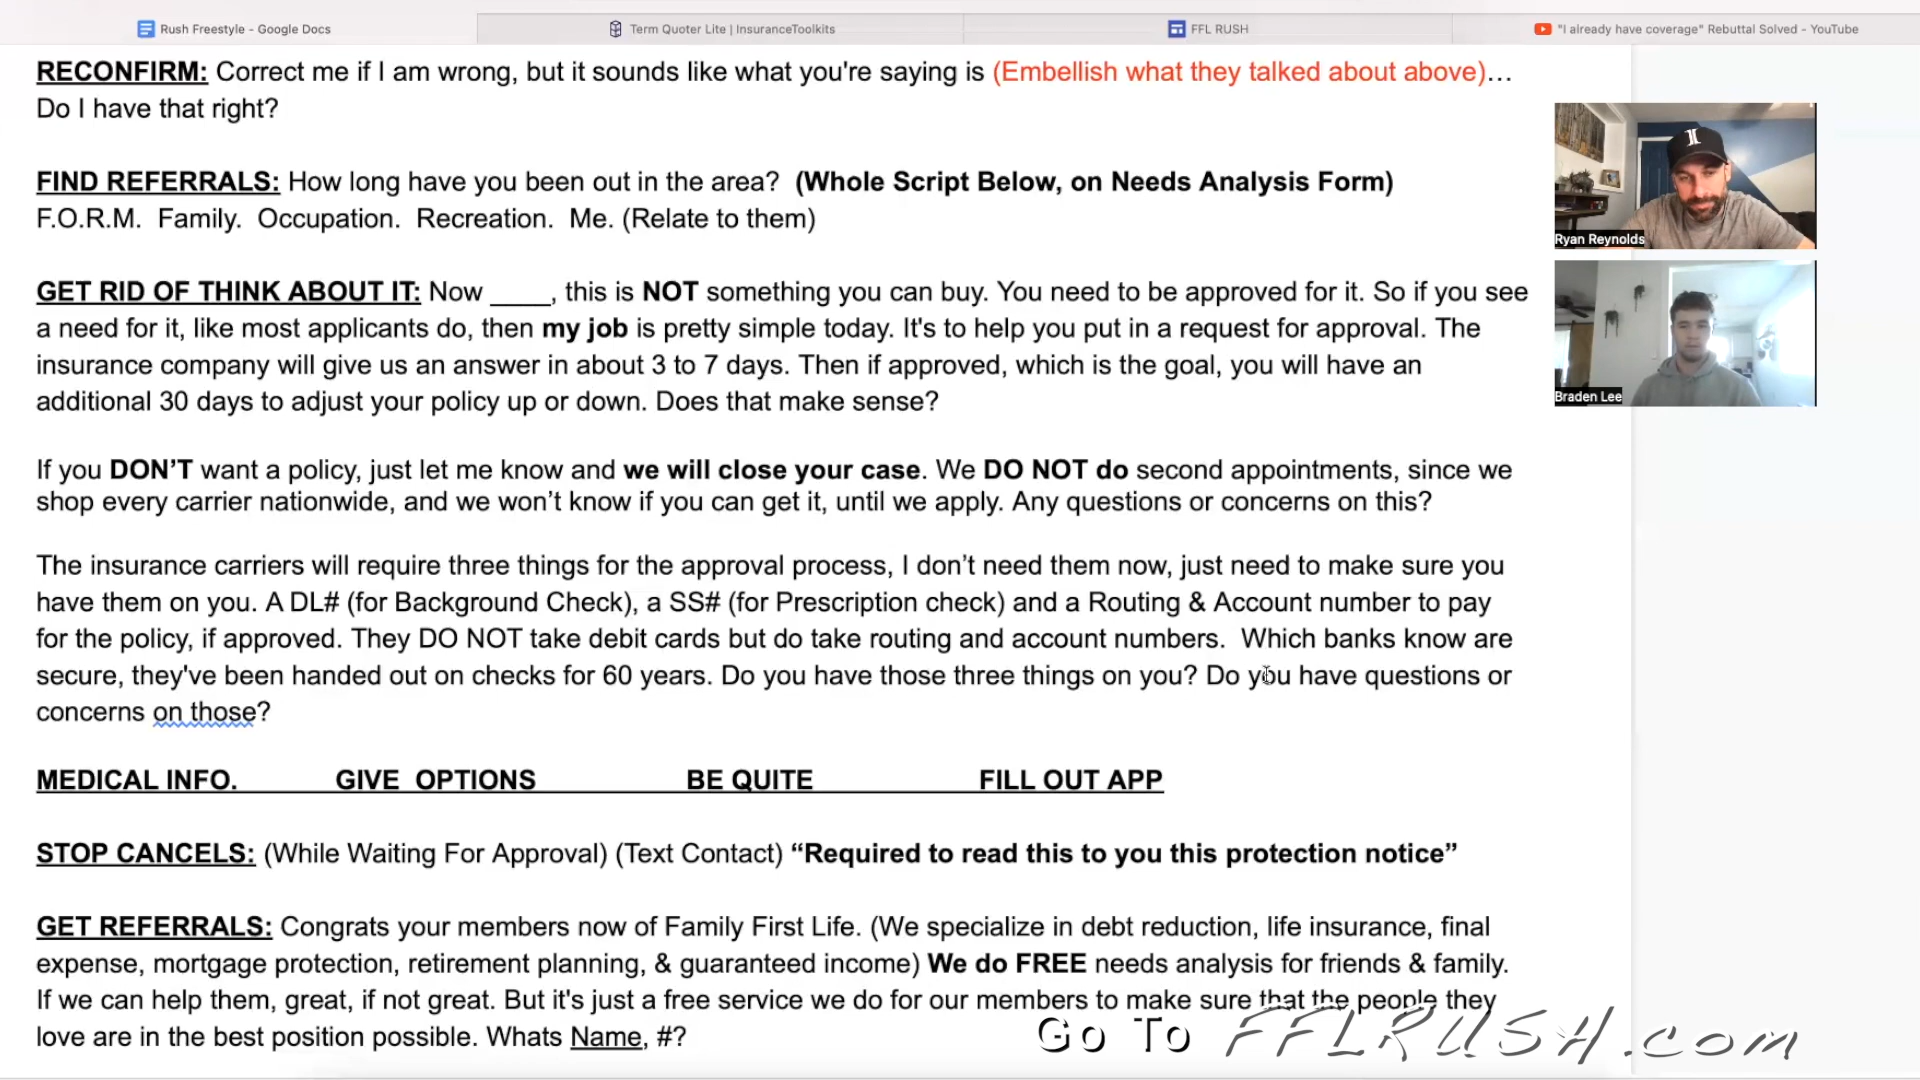 Rush Freestyle - Google Docs
Term Quoter Lite | InsuranceToolkits
FFL RUSH
"I already have coverage" Rebuttal Solved - YouTube
RECONFIRM: Correct me if I am wrong, but it sounds like what you're saying is (Embellish what they talked about above)…
Do I have that right?
FIND REFERRALS: How long have you been out in the area? (Whole Script Below, on Needs Analysis Form)
F.O.R.M. Family. Occupation. Recreation. Me. (Relate to them)
Ryan Reynolds
GET RID OF THINK ABOUT IT: Now ____, this is NOT something you can buy. You need to be approved for it. So if you see
a need for it, like most applicants do, then my job is pretty simple today. It's to help you put in a request for approval. The
insurance company will give us an answer in about 3 to 7 days. Then if approved, which is the goal, you will have an
additional 30 days to adjust your policy up or down. Does that make sense?
Braden Lee
If you DON’T want a policy, just let me know and we will close your case. We DO NOT do second appointments, since we
shop every carrier nationwide, and we won’t know if you can get it, until we apply. Any questions or concerns on this?
The insurance carriers will require three things for the approval process, I don’t need them now, just need to make sure you
have them on you. A DL# (for Background Check), a SS# (for Prescription check) and a Routing & Account number to pay
for the policy, if approved. They DO NOT take debit cards but do take routing and account numbers. Which banks know are
secure, they've been handed out on checks for 60 years. Do you have those three things on you? Do you have questions or
concerns on those?
MEDICAL INFO. GIVE OPTIONS BE QUITE FILL OUT APP
STOP CANCELS: (While Waiting For Approval) (Text Contact) “Required to read this to you this protection notice”
GET REFERRALS: Congrats your members now of Family First Life. (We specialize in debt reduction, life insurance, final
expense, mortgage protection, retirement planning, & guaranteed income) We do FREE needs analysis for friends & family.
If we can help them, great, if not great. But it's just a free service we do for our members to make sure that the people they
love are in the best position possible. Whats Name, #?
Go To FFLRUSH.com